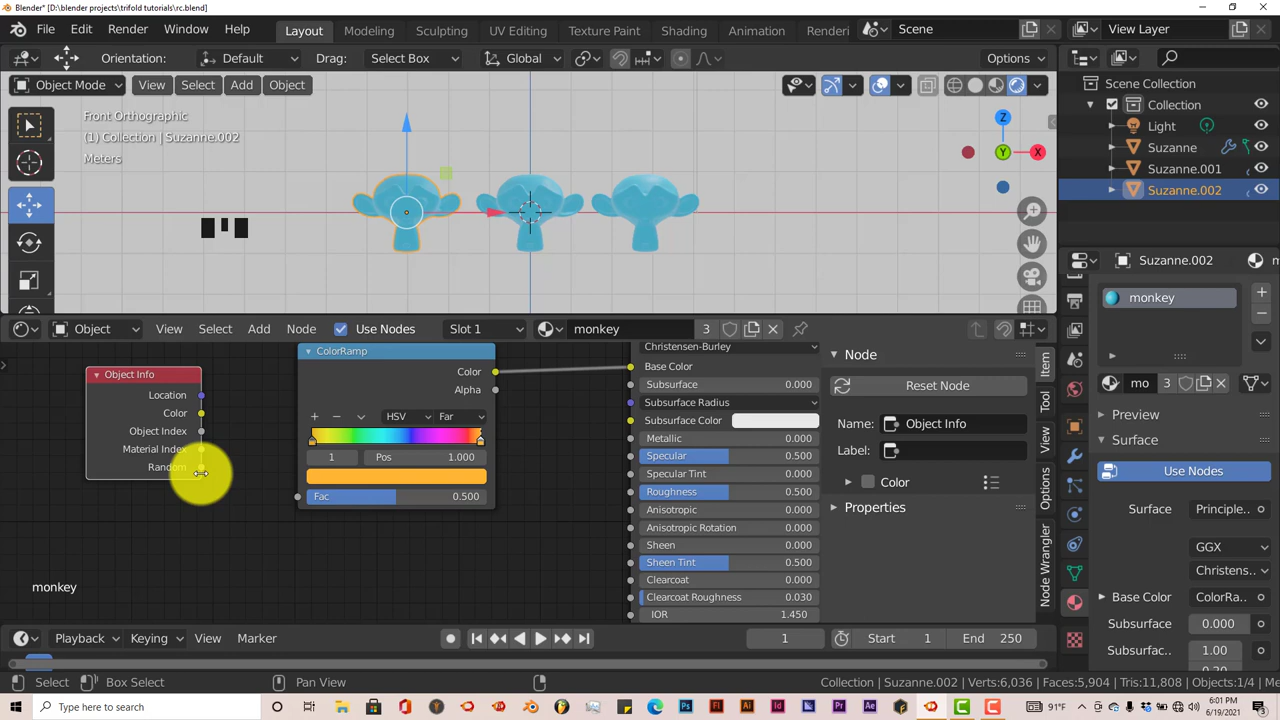 Blender* [D:\blender projects\trifold tutorials\rc.blend]
File Edit Render Window Help Layout Modeling Sculpting UV Editing Texture Paint Shading Animation Renderi Scene View Layer
Orientation: Default Drag: Select Box Global Options
Object Mode View Select Add Object
Front Orthographic
(1) Collection | Suzanne.002
Meters
Z
Y
X
Scene Collection
Collection
Light
Suzanne
Suzanne.001
Suzanne.002
Suzanne.002 m
monkey
mo 3
Preview
Surface
Use Nodes
Surface Principle..
GGX
Christens..
Base Color ColorRa..
Subsurface 0.000
Subsurfac.. 1.00
0.20
Object View Select Add Node Use Nodes Slot 1 monkey 3
Object Info
Location
Color
Object Index
Material Index
Random
ColorRamp
Color
Alpha
HSV Far
1 Pos 1.000
Fac 0.500
Christensen-Burley
Base Color
Subsurface 0.000
Subsurface Radius
Subsurface Color
Metallic 0.000
Specular 0.500
Specular Tint 0.000
Roughness 0.500
Anisotropic 0.000
Anisotropic Rotation 0.000
Sheen 0.000
Sheen Tint 0.500
Clearcoat 0.000
Clearcoat Roughness 0.030
IOR 1.450
Node
Reset Node
Name: Object Info
Label:
Color
Properties
Item
Tool
View
Options
Node Wrangler
monkey
Playback Keying View Marker 1 Start 1 End 250
Select Box Select Pan View Collection | Suzanne.002 | Verts:6,036 | Faces:5,904 | Tris:11,808 | Objects:1/4 | Me
Type here to search 91°F 6:01 PM
6/19/2021